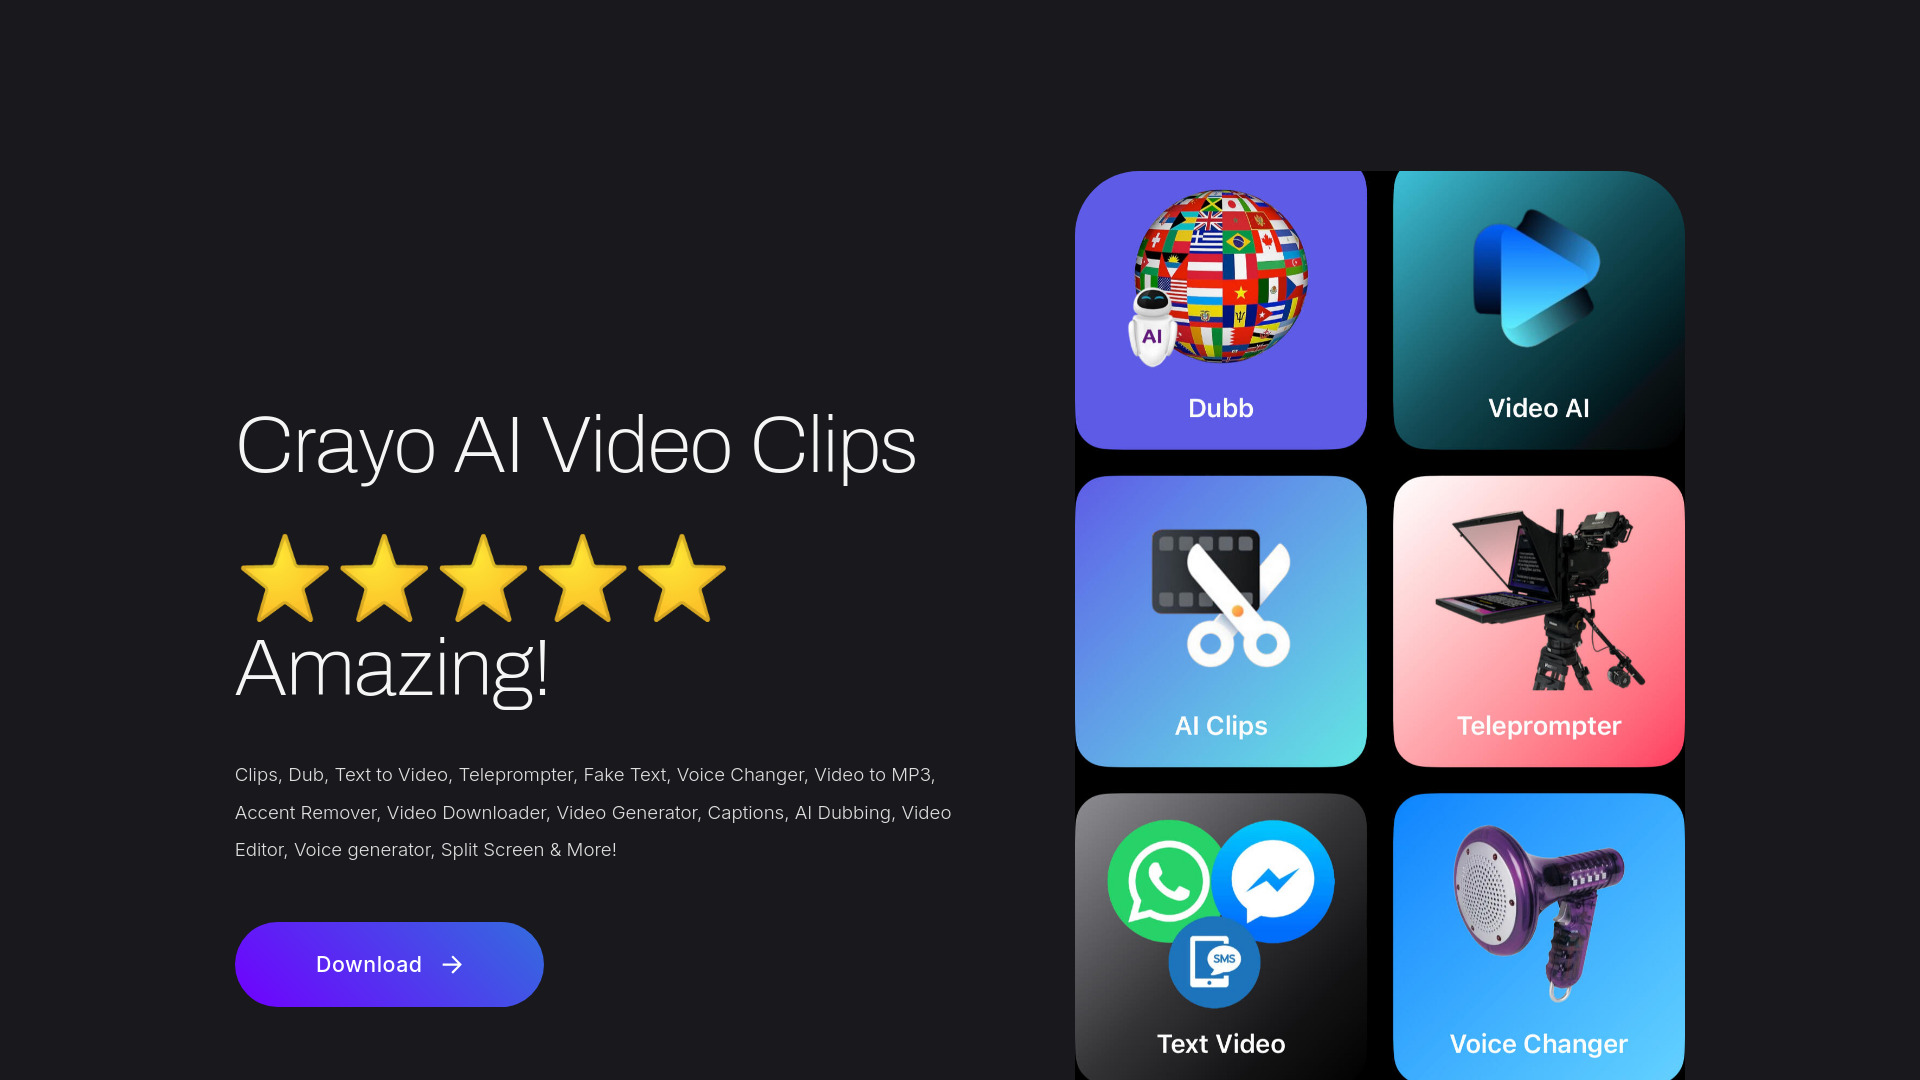 Crayo AI Video Clips
Amazing!
Clips, Dub, Text to Video, Teleprompter, Fake Text, Voice Changer, Video to MP3,
Accent Remover, Video Downloader, Video Generator, Captions, AI Dubbing, Video
Editor, Voice generator, Split Screen & More!
Download
AI
Dubb
Video AI
AI Clips
Teleprompter
SMS
Text Video
Voice Changer